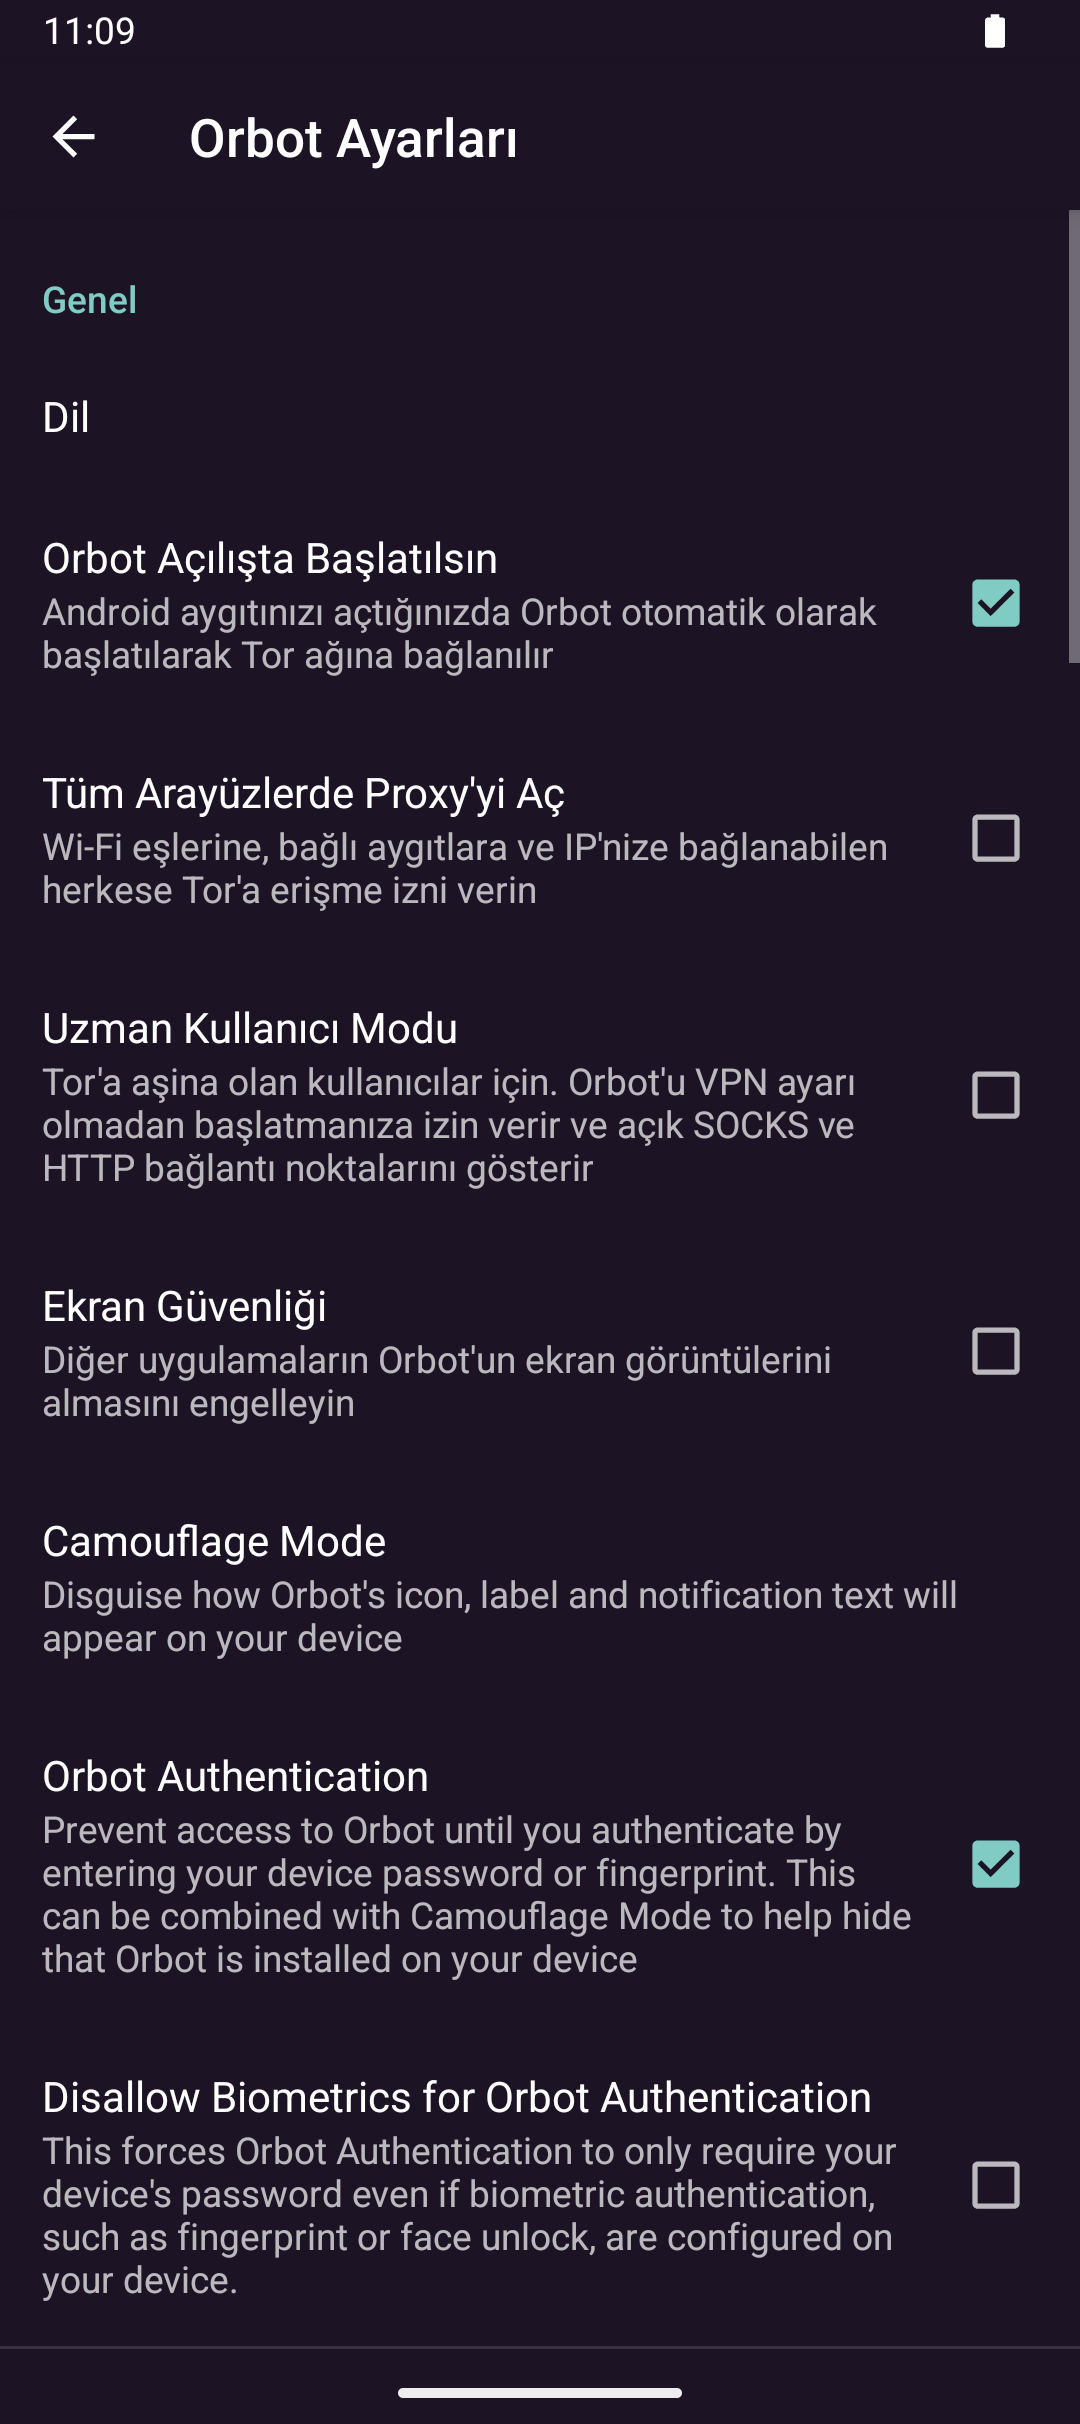 11:09
Orbot Ayarları
Genel
Dil
Orbot Açılışta Başlatılsın
Android aygıtınızı açtığınızda Orbot otomatik olarak
başlatılarak Tor ağına bağlanılır
Tüm Arayüzlerde Proxy'yi Aç
Wi-Fi eşlerine, bağlı aygıtlara ve IP'nize bağlanabilen
herkese Tor'a erişme izni verin
Uzman Kullanıcı Modu
Tor'a aşina olan kullanıcılar için. Orbot'u VPN ayarı
olmadan başlatmanıza izin verir ve açık SOCKS ve
HTTP bağlantı noktalarını gösterir
Ekran Güvenliği
Diğer uygulamaların Orbot'un ekran görüntülerini
almasını engelleyin
Camouflage Mode
Disguise how Orbot's icon, label and notification text will
appear on your device
Orbot Authentication
Prevent access to Orbot until you authenticate by
entering your device password or fingerprint. This
can be combined with Camouflage Mode to help hide
that Orbot is installed on your device
Disallow Biometrics for Orbot Authentication
This forces Orbot Authentication to only require your
device's password even if biometric authentication,
such as fingerprint or face unlock, are configured on
your device.